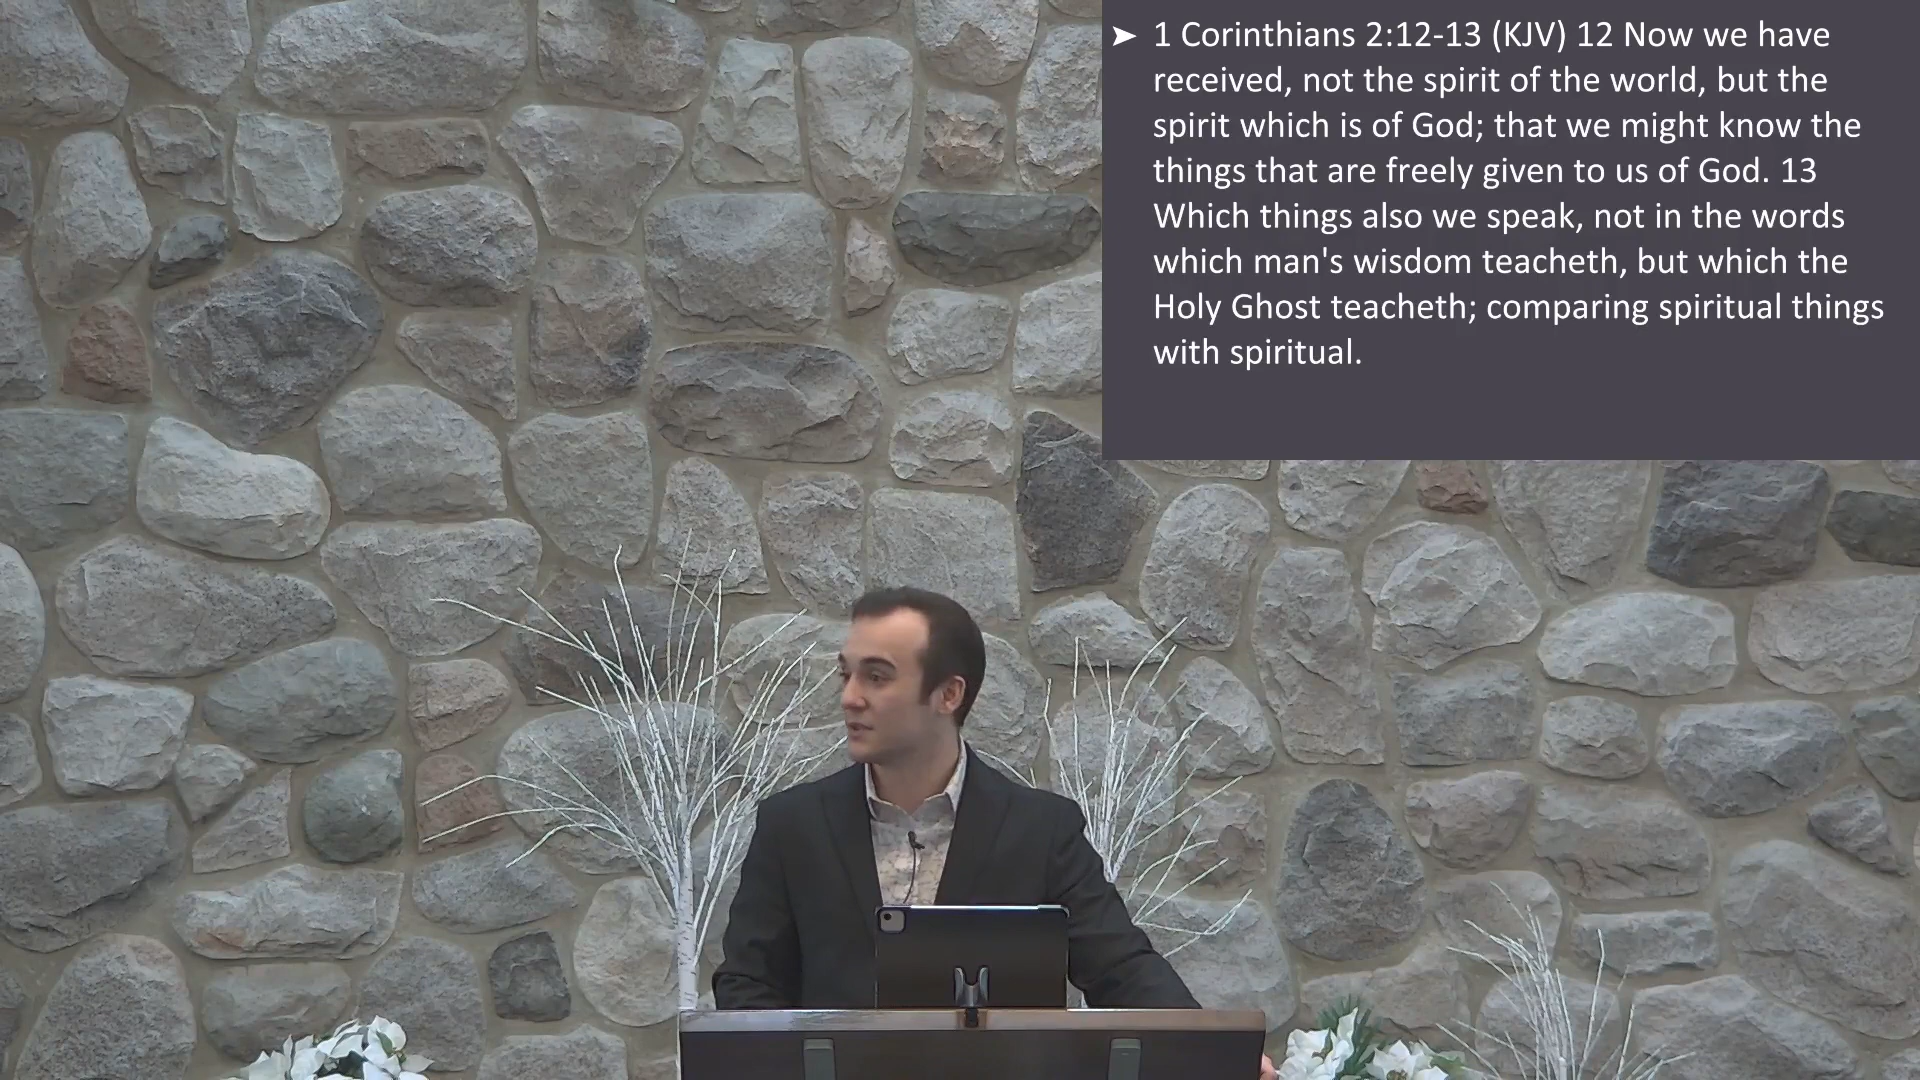 ➤ 1 Corinthians 2:12-13 (KJV) 12 Now we have
received, not the spirit of the world, but the
spirit which is of God; that we might know the
things that are freely given to us of God. 13
Which things also we speak, not in the words
which man's wisdom teacheth, but which the
Holy Ghost teacheth; comparing spiritual things
with spiritual.